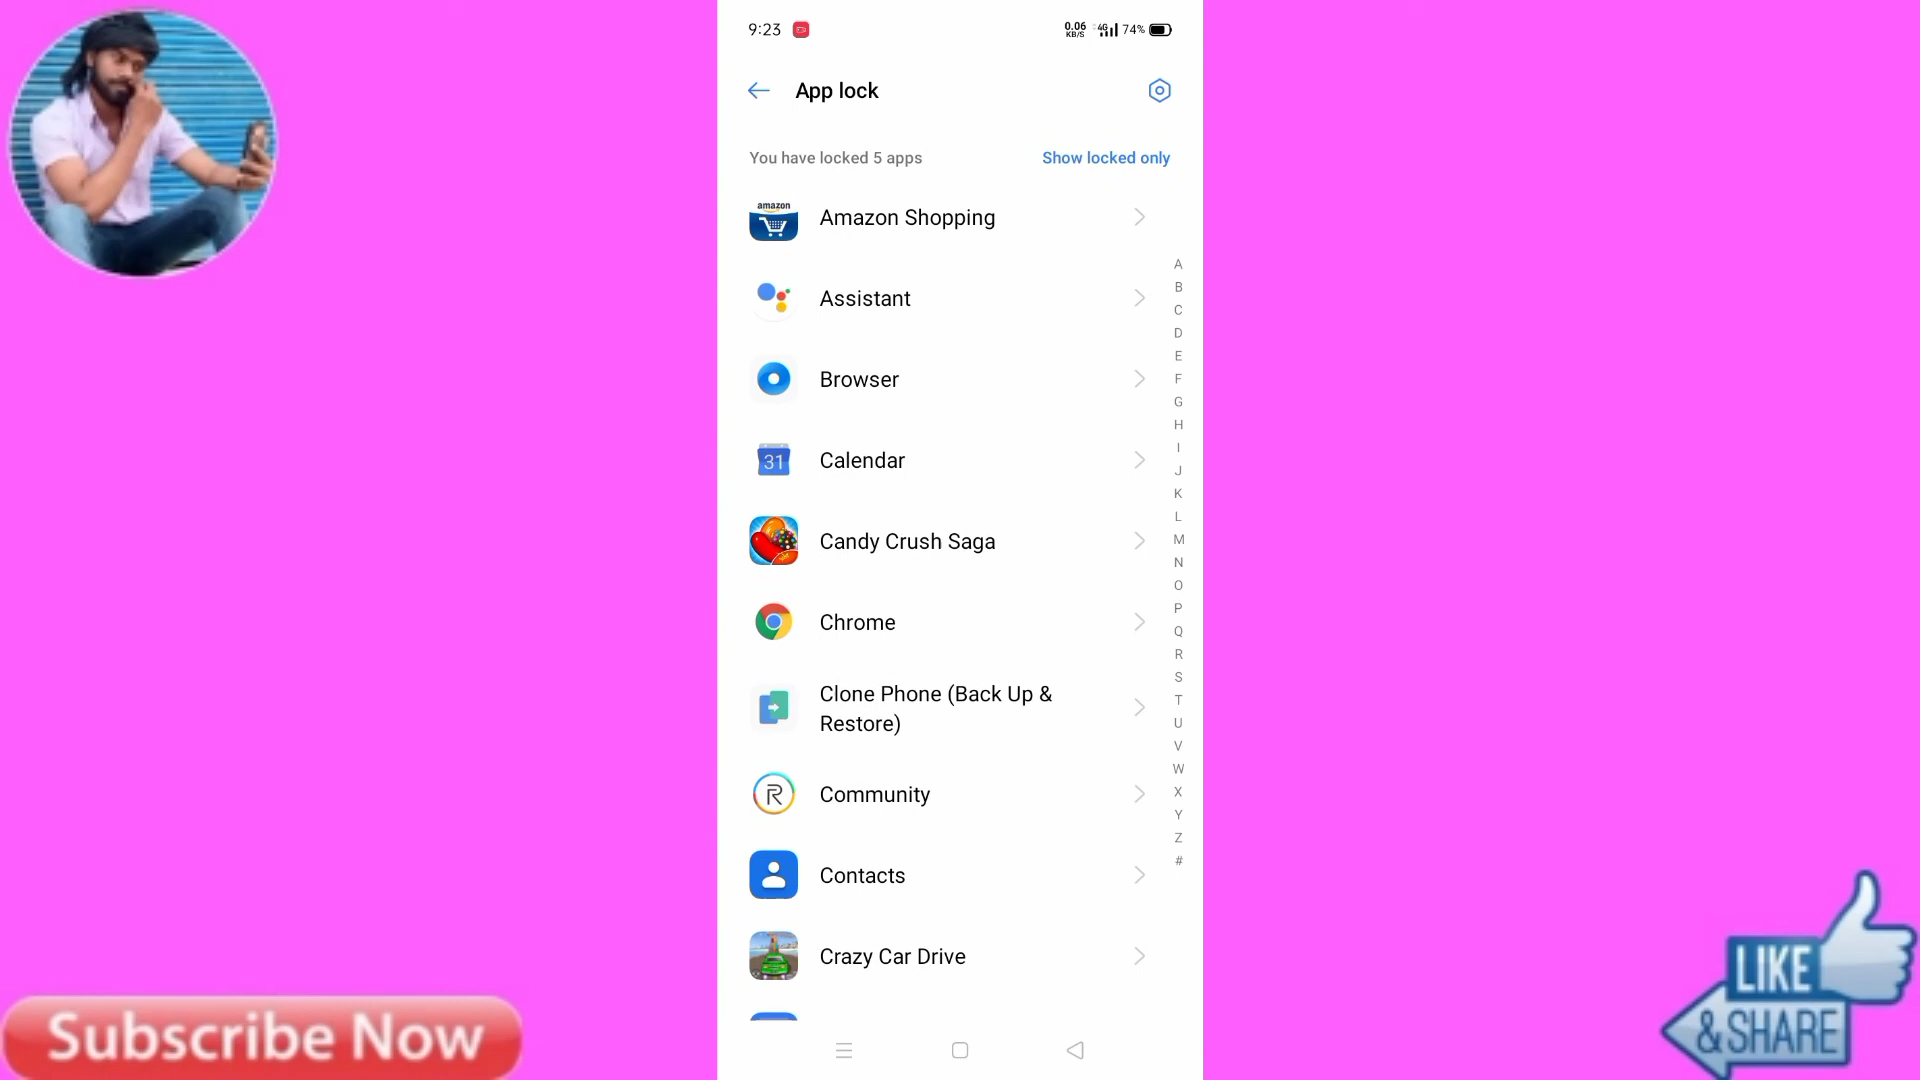 9:23
0.06
KB/S
4G
74%
App lock
You have locked 5 apps
Show locked only
amazon
Amazon Shopping
Assistant
Browser
31
Calendar
Candy Crush Saga
Chrome
Clone Phone (Back Up &
Restore)
R
Community
Contacts
Crazy Car Drive
A
B
C
D
E
F
G
H
I
J
K
L
M
N
O
P
Q
R
S
T
U
V
W
X
Y
Z
#
Subscribe Now
LIKE
& SHARE